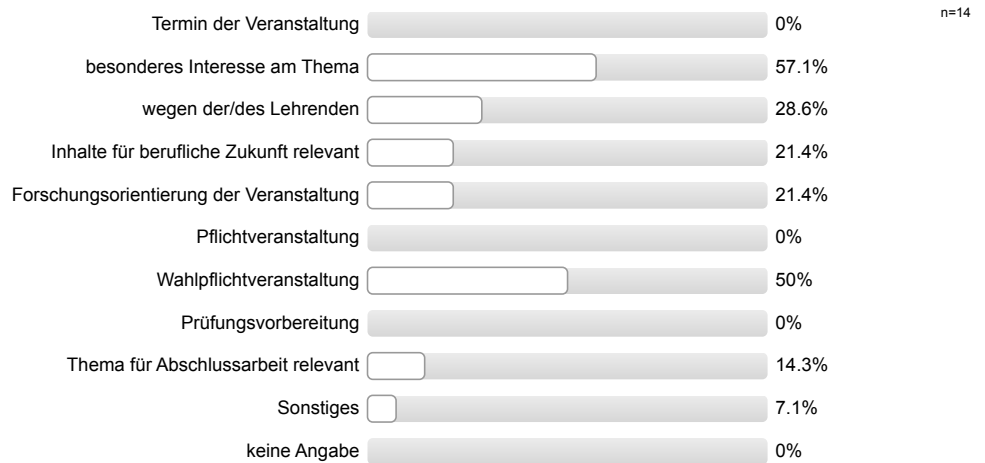 n=14
Termin der Veranstaltung 0%
besonderes Interesse am Thema 57.1%
wegen der/des Lehrenden 28.6%
Inhalte für berufliche Zukunft relevant 21.4%
Forschungsorientierung der Veranstaltung 21.4%
Pflichtveranstaltung 0%
Wahlpflichtveranstaltung 50%
Prüfungsvorbereitung 0%
Thema für Abschlussarbeit relevant 14.3%
Sonstiges 7.1%
keine Angabe 0%